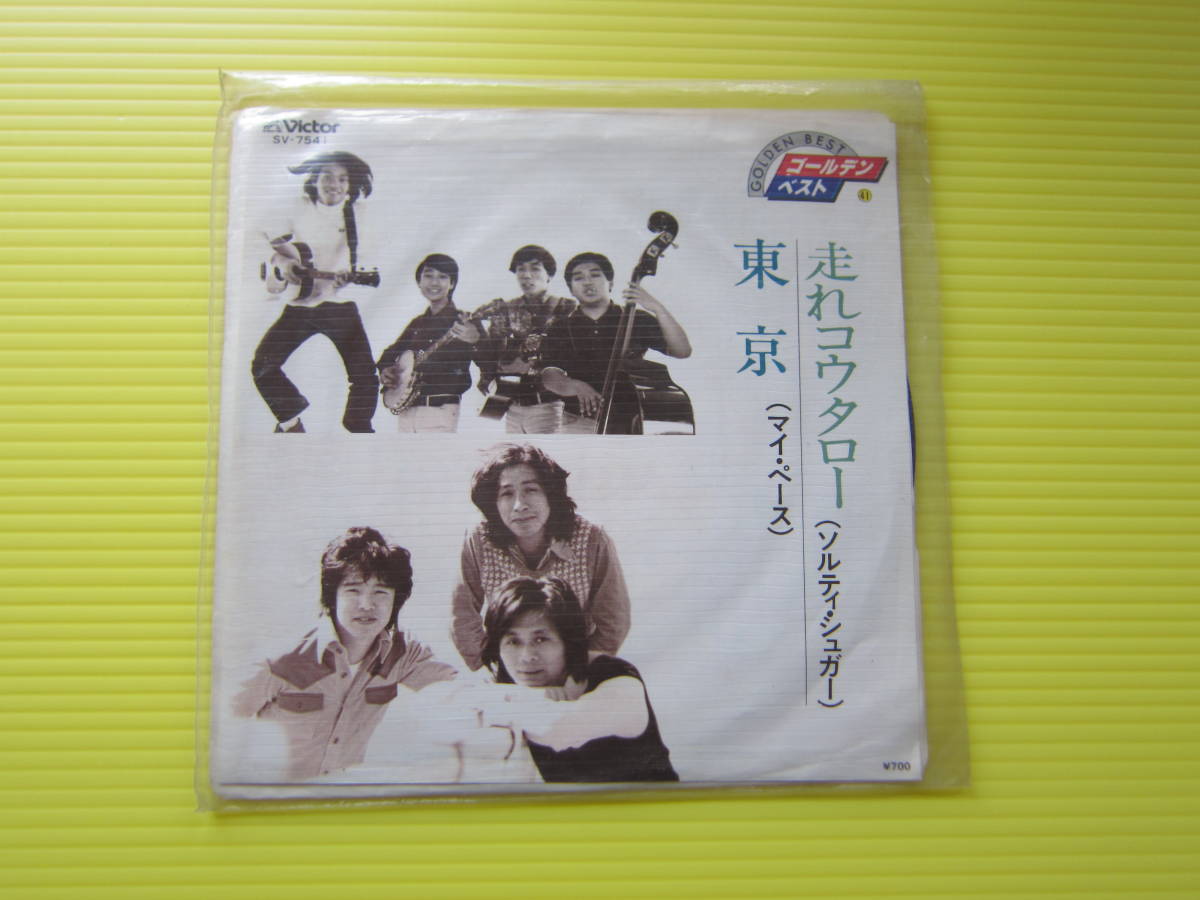 Victor
SV-7541
GOLDEN BEST
ゴールデン
ベスト
41
走れコウタロー(ソルティ・シュガー)
東京(マイ・ペース)
¥700